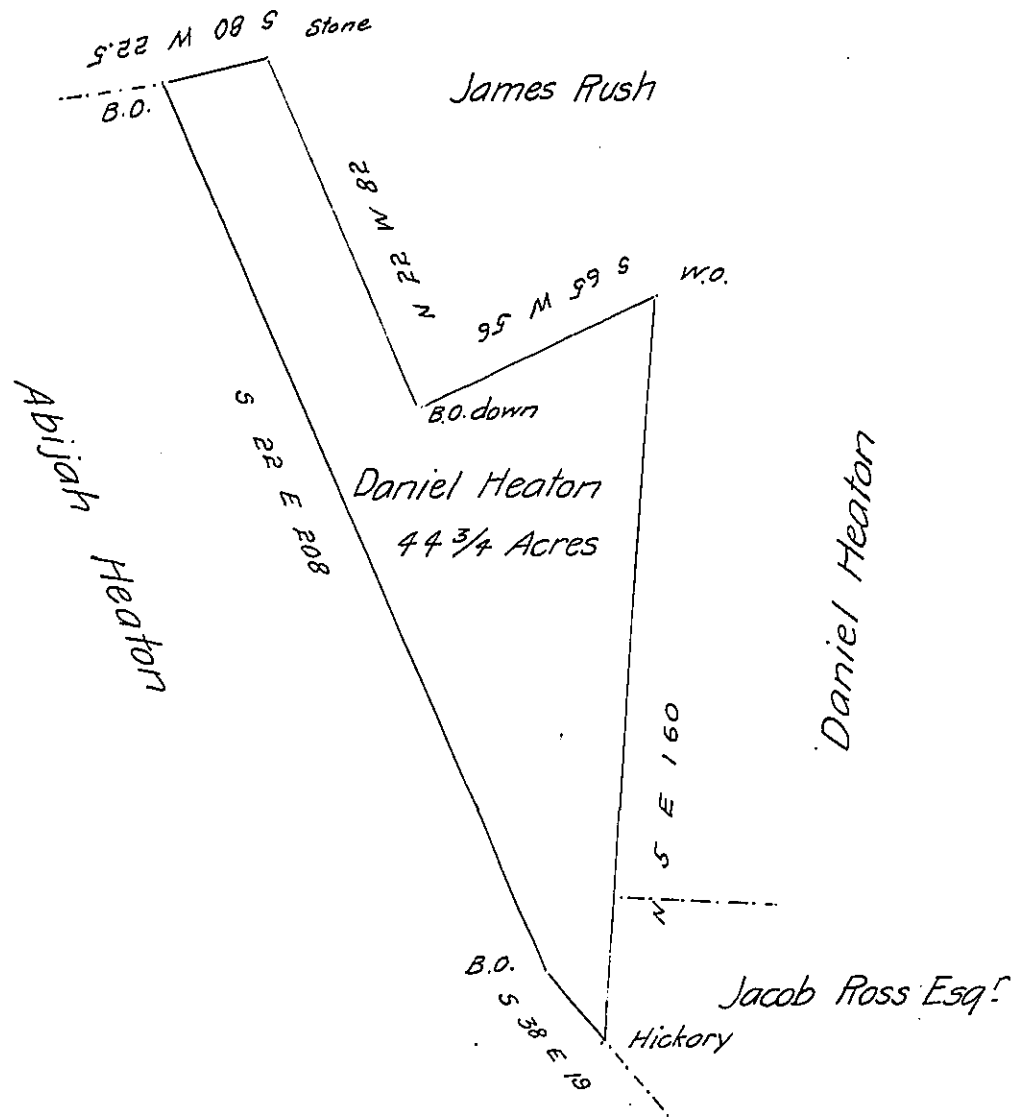 S 80 W 22.5
Stone
B.O.
James Rush
N 22 W 82
S 65 W 56
W.O.
B.O. down
S 22 E 208
Abijah Heaton
Daniel Heaton
44 3/4 Acres
Daniel Heaton
N 5 E 160
B.O.
S 38 E 19
Jacob Ross Esqr
Hickory